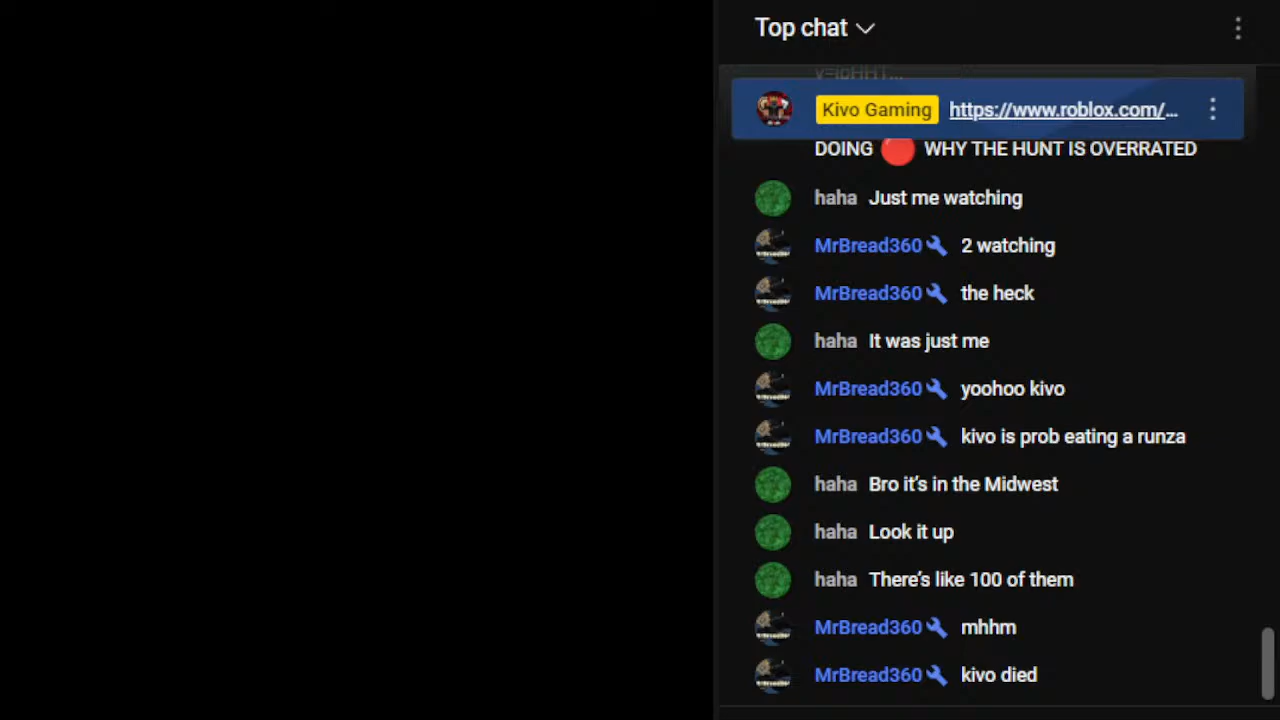 Top chat
Kivo Gaming https://www.roblox.com/...
DOING 🔴 WHY THE HUNT IS OVERRATED
haha Just me watching
MrBread360 2 watching
MrBread360 the heck
haha It was just me
MrBread360 yoohoo kivo
MrBread360 kivo is prob eating a runza
haha Bro it's in the Midwest
haha Look it up
haha There's like 100 of them
MrBread360 mhhm
MrBread360 kivo died